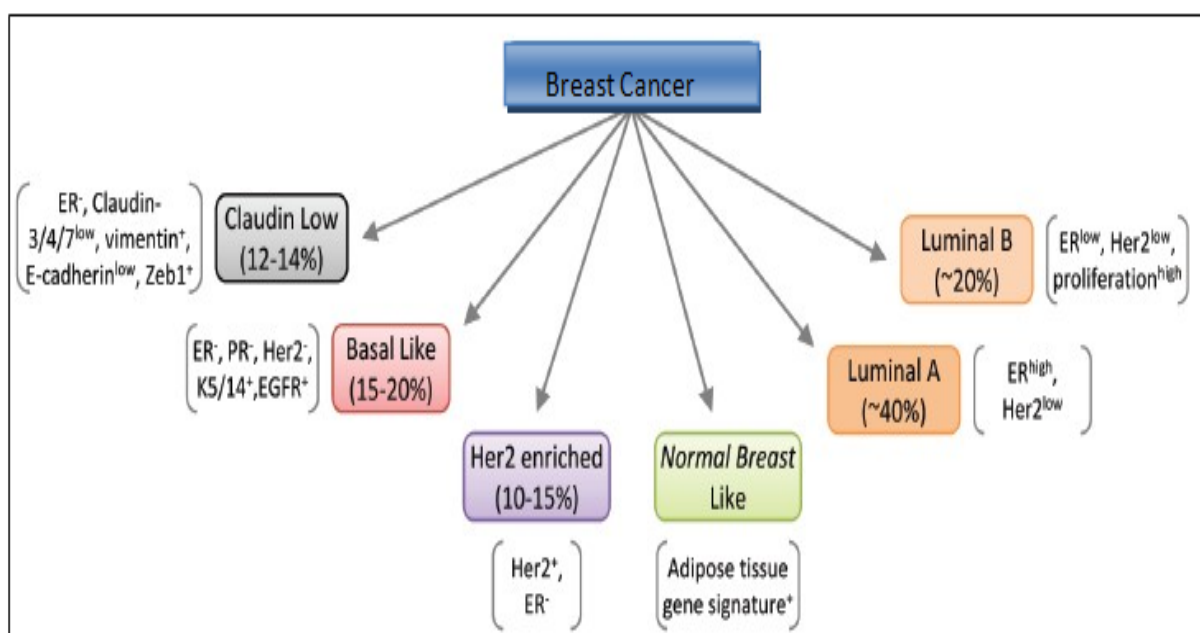 Breast Cancer
ER⁻, Claudin-
3/4/7ˡᵒʷ, vimentin⁺,
E-cadherinˡᵒʷ, Zeb1⁺
Claudin Low
(12-14%)
Luminal B
(~20%)
ERˡᵒʷ, Her2ˡᵒʷ,
proliferationʰⁱᵍʰ
ER⁻, PR⁻, Her2⁻,
K5/14⁺,EGFR⁺
Basal Like
(15-20%)
Luminal A
(~40%)
ERʰⁱᵍʰ,
Her2ˡᵒʷ
Her2 enriched
(10-15%)
Normal Breast
Like
Her2⁺,
ER⁻
Adipose tissue
gene signature⁺